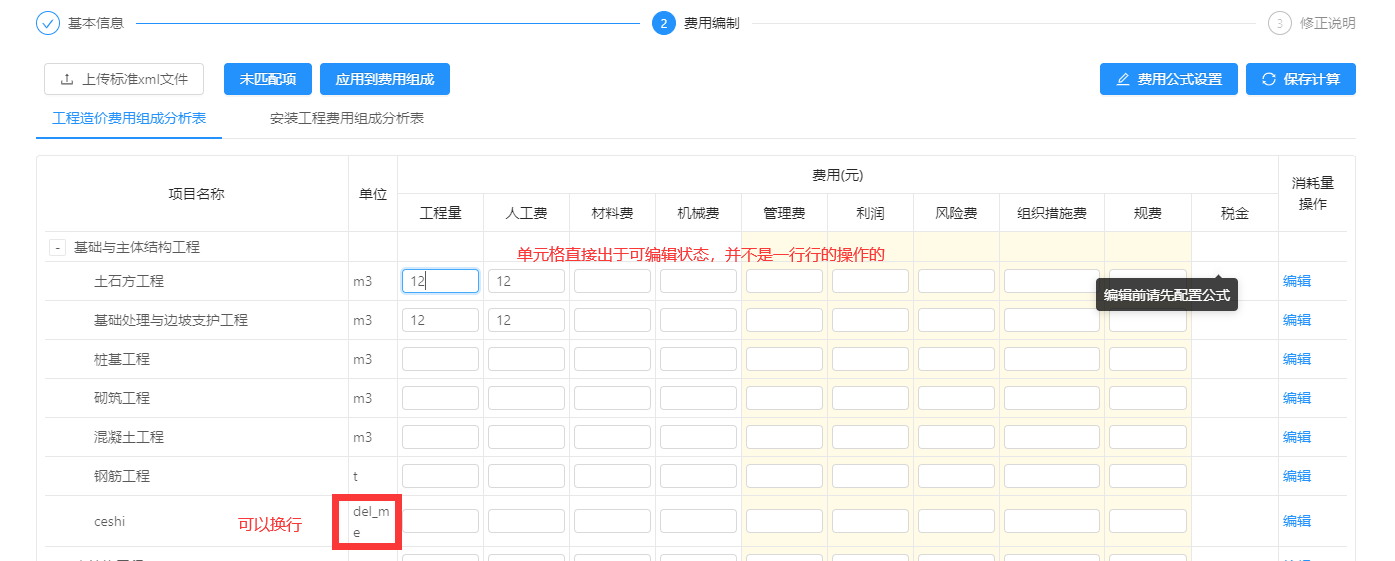 基本信息
2 费用编制
3 修正说明
上传标准xml文件 未匹配项 应用到费用组成 费用公式设置 保存计算
工程造价费用组成分析表 安装工程费用组成分析表
项目名称 单位 费用(元) 消耗量操作
工程量 人工费 材料费 机械费 管理费 利润 风险费 组织措施费 规费 税金
- 基础与主体结构工程
单元格直接出于可编辑状态，并不是一行行的操作的
土石方工程 m3 12 12 编辑
编辑前请先配置公式
基础处理与边坡支护工程 m3 12 12 编辑
桩基工程 m3 编辑
砌筑工程 m3 编辑
混凝土工程 m3 编辑
钢筋工程 t 编辑
ceshi 可以换行 del_me 编辑